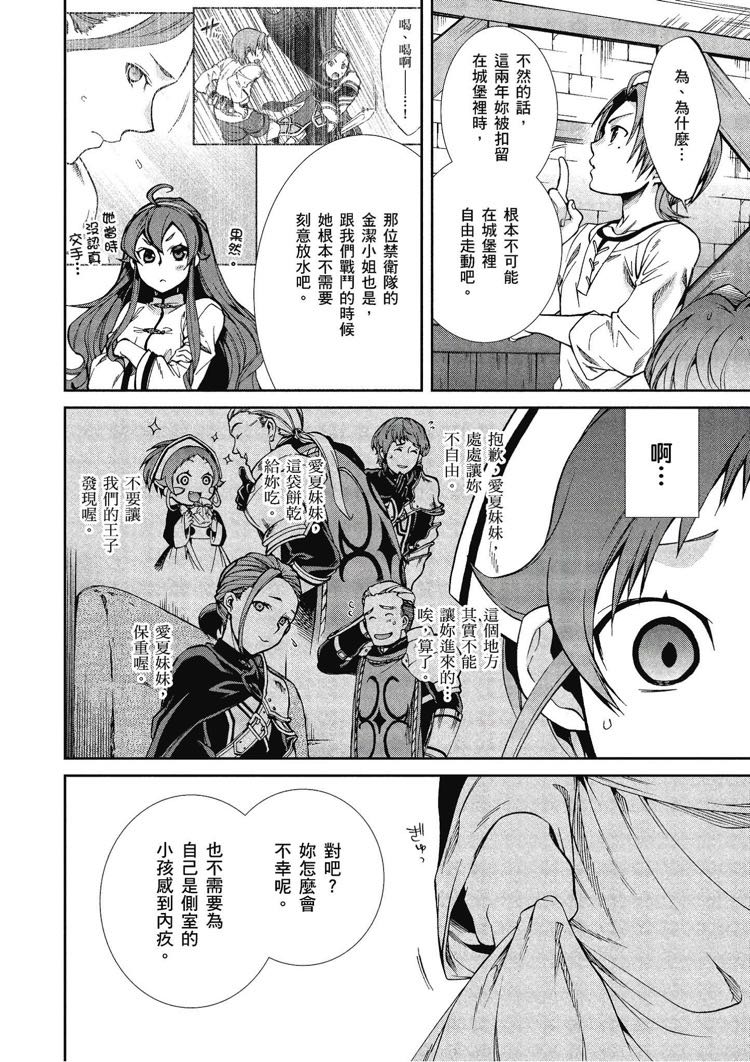 為、為什麼…
不然的話，
這兩年妳被扣留
在城堡裡時，
根本不可能
在城堡裡
自由走動吧。
喝、喝啊——…！
那位禁衛隊的
金潔小姐也是，
跟我們戰鬥的時候
她根本不需要
刻意放水吧。
果然。
她當時
沒認真
交手…
啊…
抱歉，愛夏妹妹，
處處讓妳
不自由。
愛夏妹妹，
這袋餅乾
給妳吃。
不要讓
我們的王子
發現喔。
這個地方
其實不能
讓妳進來的…
唉，算了。
愛夏妹妹，
保重喔。
ぎゅっ
對吧？
妳怎麼會
不幸呢。
也不需要為
自己是側室的
小孩感到內疚。